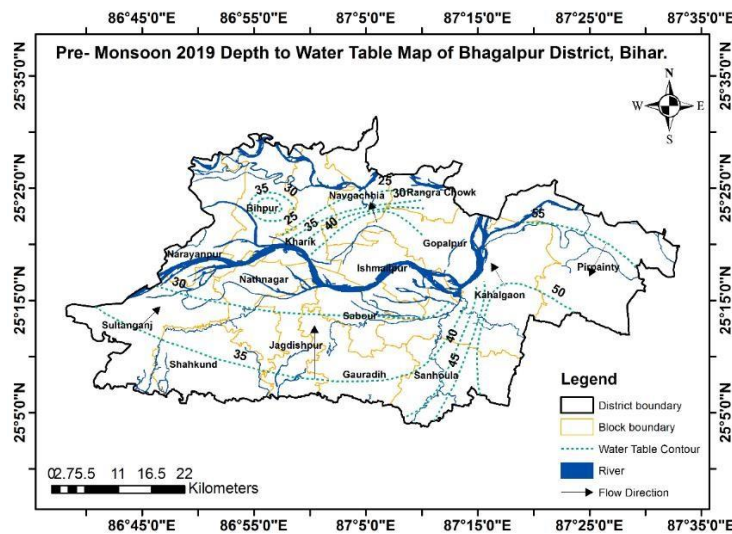 86°45'0"E 86°55'0"E 87°5'0"E 87°15'0"E 87°25'0"E 87°35'0"E
Pre- Monsoon 2019 Depth to Water Table Map of Bhagalpur District, Bihar.
25°35'0"N 25°35'0"N
N
W E
S
25°25'0"N 25°25'0"N
25
35 30 Navgachhia 30 Rangra Chowk
Bihpur
25 35 40 55
Kharik Gopalpur
Narayanpur
Ishmailpur Pirpainty
30 Nathnagar Kahalgaon 50
25°15'0"N 25°15'0"N
Sultanganj Sabour
40
Jagdishpur
35 45
Shahkund Gauradih Sanhoula
25°5'0"N 25°5'0"N
Legend
District boundary
Block boundary
Water Table Contour
River
Flow Direction
0 2.75 5.5 11 16.5 22
Kilometers
86°45'0"E 86°55'0"E 87°5'0"E 87°15'0"E 87°25'0"E 87°35'0"E